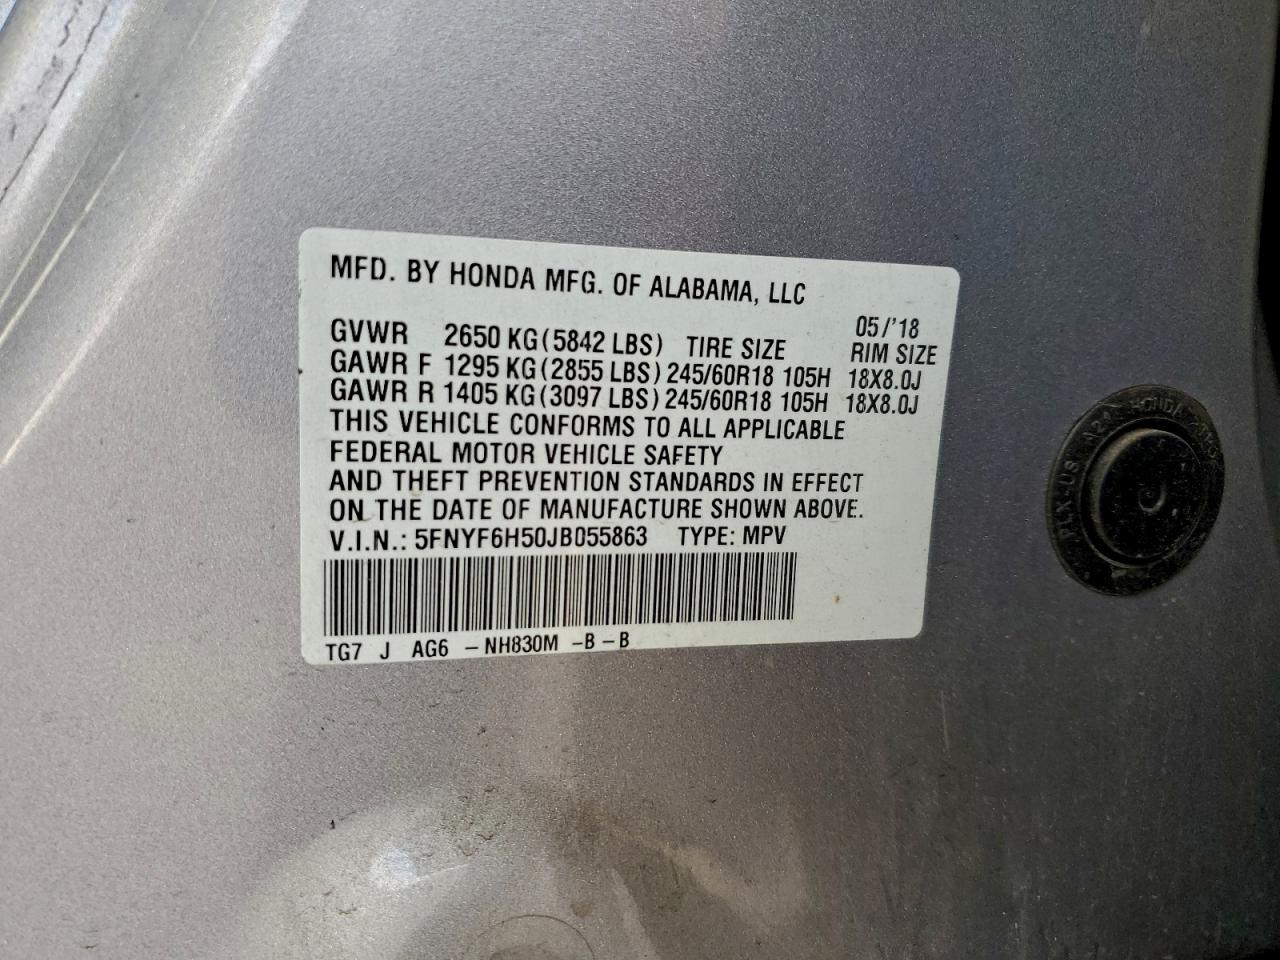 MFD. BY HONDA MFG. OF ALABAMA, LLC
05/'18
GVWR 2650 KG (5842 LBS) TIRE SIZE RIM SIZE
GAWR F 1295 KG (2855 LBS) 245/60R18 105H 18X8.0J
GAWR R 1405 KG (3097 LBS) 245/60R18 105H 18X8.0J
THIS VEHICLE CONFORMS TO ALL APPLICABLE
FEDERAL MOTOR VEHICLE SAFETY
AND THEFT PREVENTION STANDARDS IN EFFECT
ON THE DATE OF MANUFACTURE SHOWN ABOVE.
V.I.N.: 5FNYF6H50JB055863 TYPE: MPV
TG7 J AG6 -NH830M -B-B
HONDA